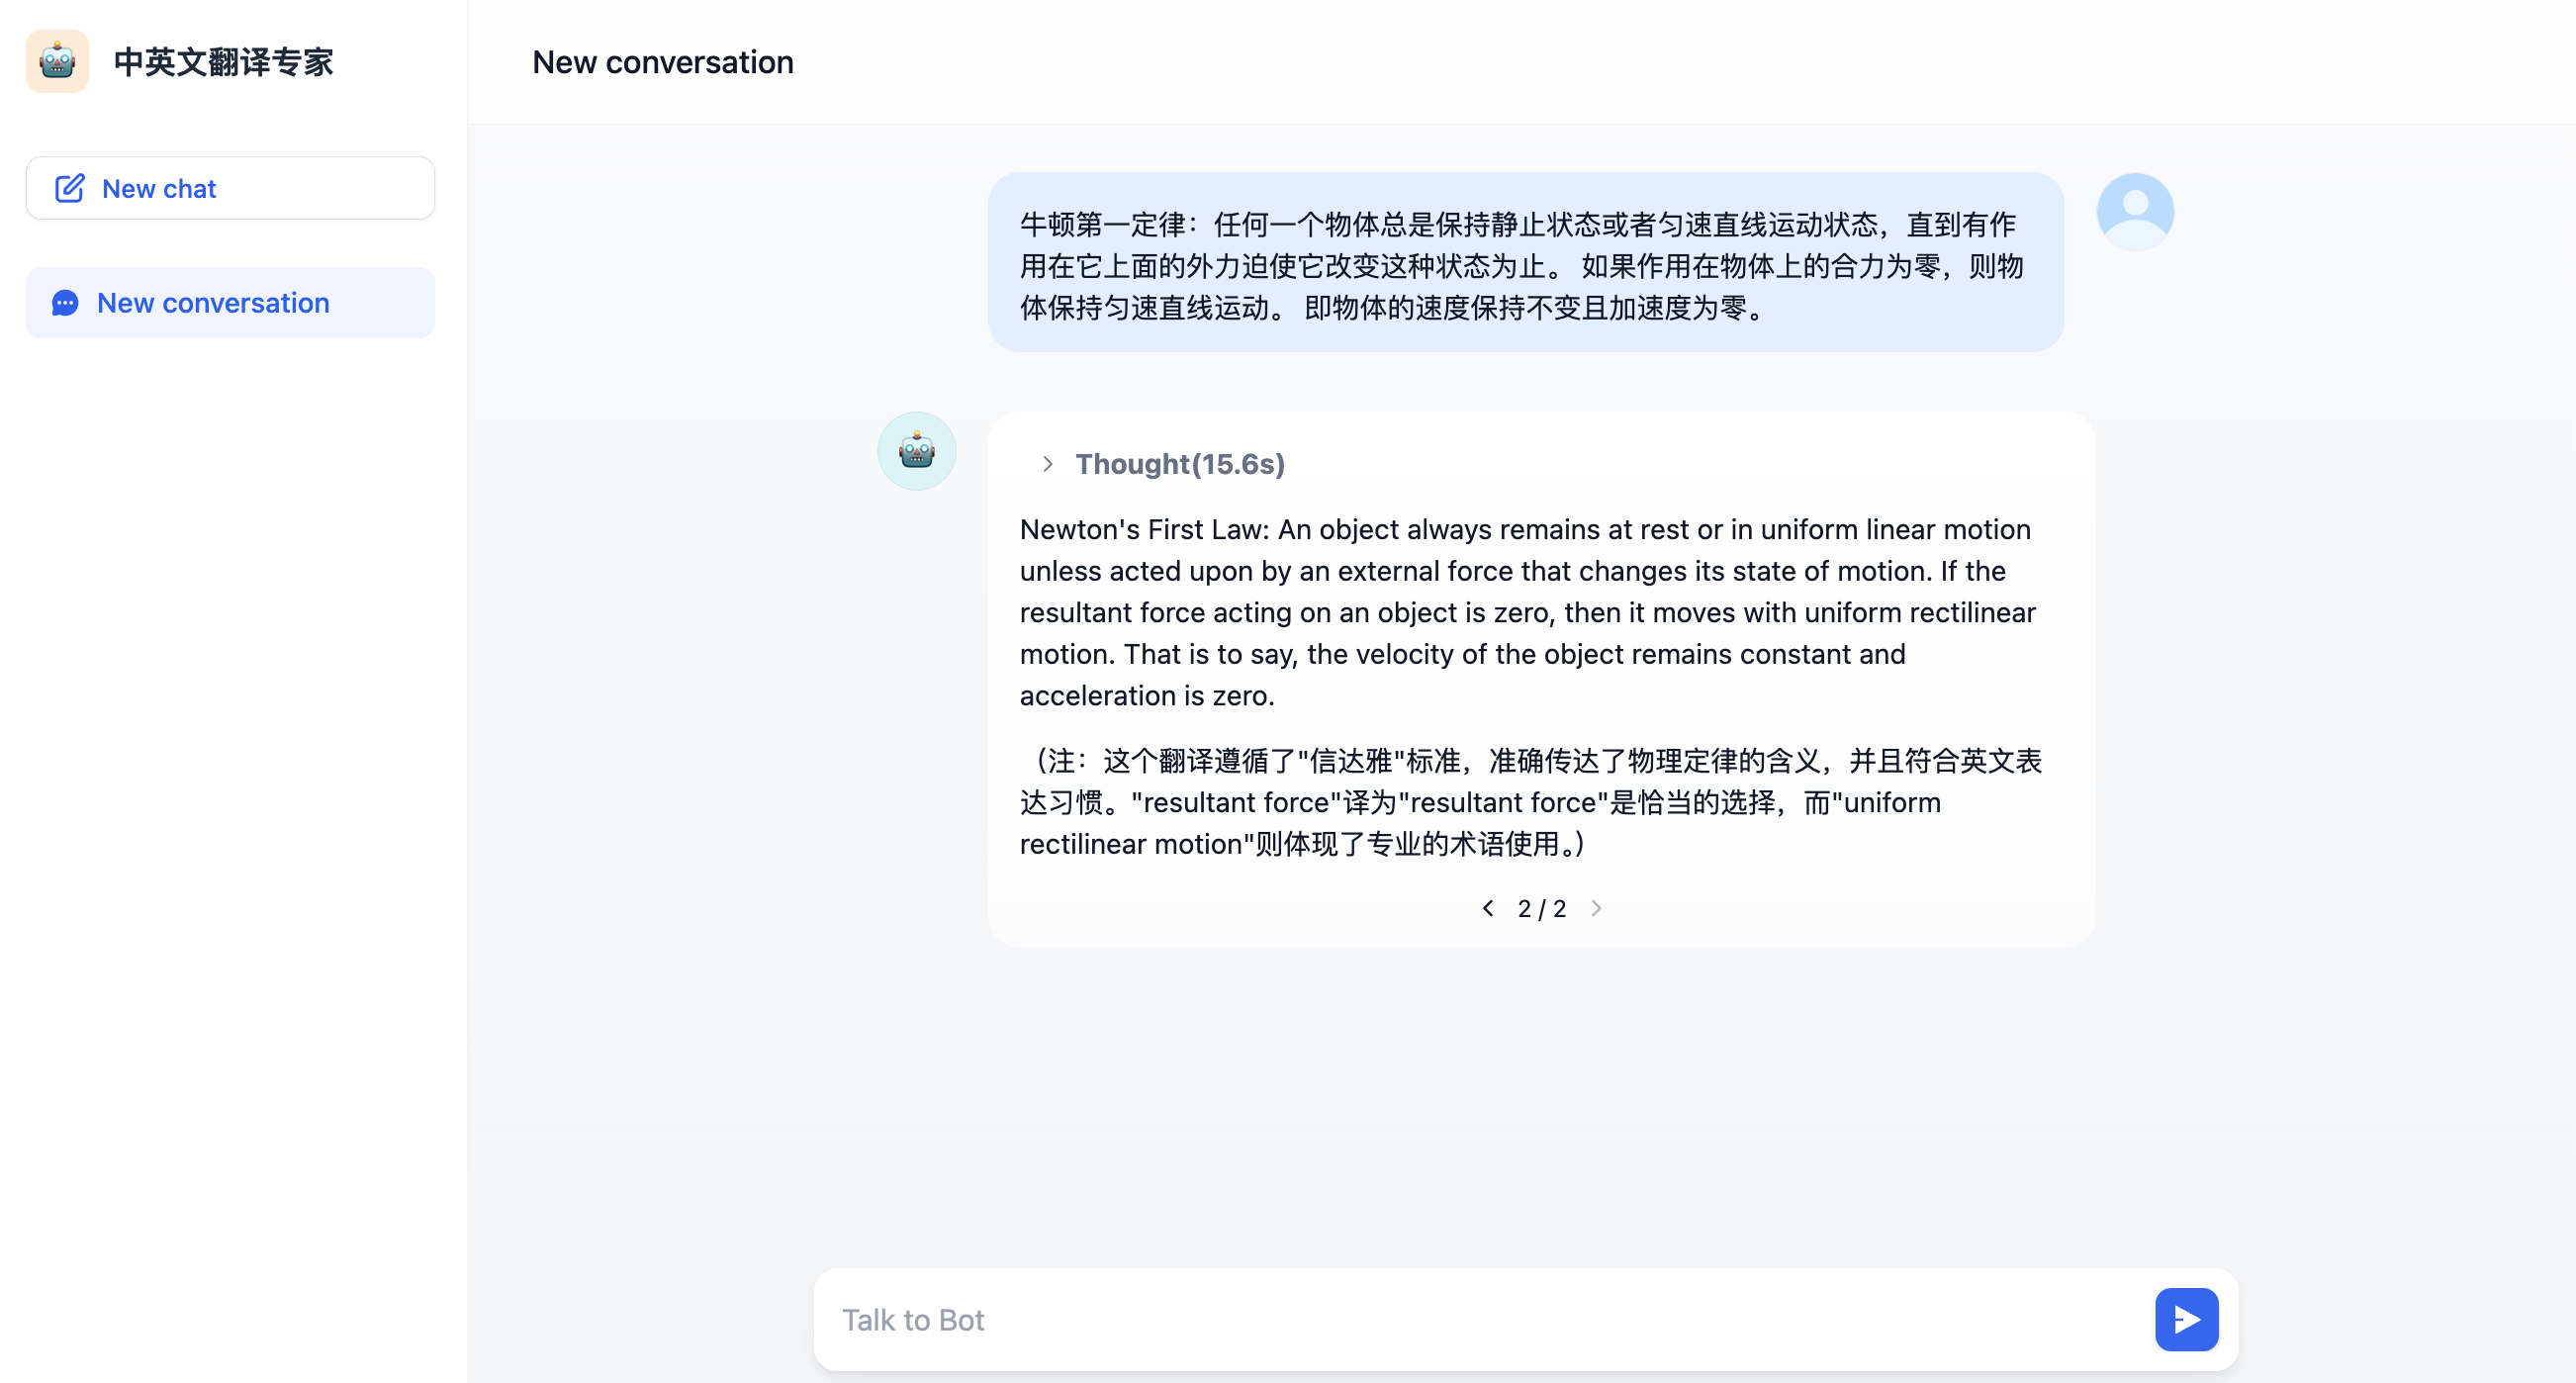 中英文翻译专家
New chat
New conversation
New conversation
牛顿第一定律：任何一个物体总是保持静止状态或者匀速直线运动状态，直到有作
用在它上面的外力迫使它改变这种状态为止。 如果作用在物体上的合力为零，则物
体保持匀速直线运动。 即物体的速度保持不变且加速度为零。
Thought(15.6s)
Newton's First Law: An object always remains at rest or in uniform linear motion
unless acted upon by an external force that changes its state of motion. If the
resultant force acting on an object is zero, then it moves with uniform rectilinear
motion. That is to say, the velocity of the object remains constant and
acceleration is zero.
（注：这个翻译遵循了"信达雅"标准，准确传达了物理定律的含义，并且符合英文表
达习惯。"resultant force"译为"resultant force"是恰当的选择，而"uniform
rectilinear motion"则体现了专业的术语使用。）
2 / 2
Talk to Bot